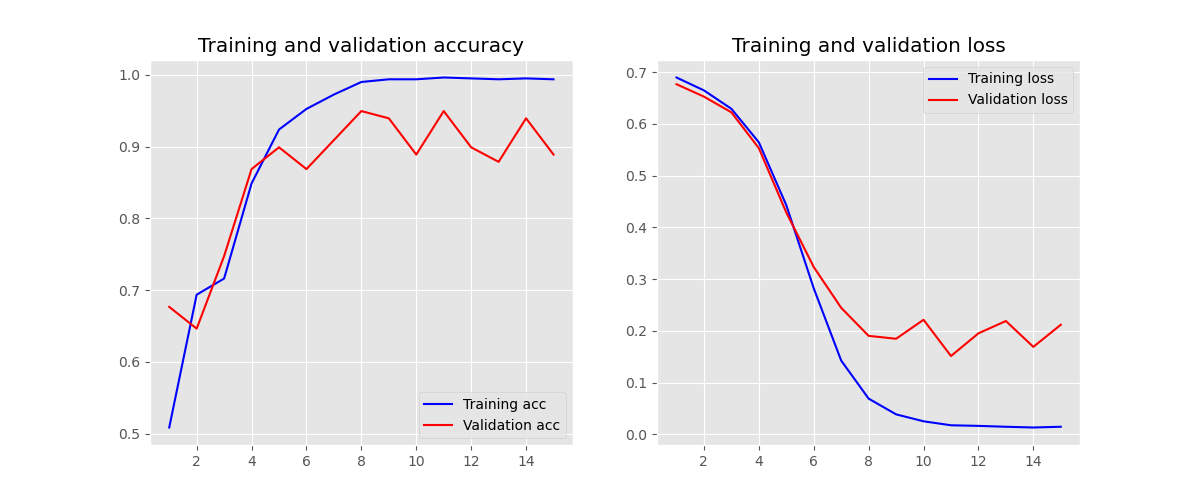 Training and validation accuracy
1.0
0.9
0.8
0.7
0.6
0.5
2 4 6 8 10 12 14
Training acc
Validation acc
Training and validation loss
0.7
0.6
0.5
0.4
0.3
0.2
0.1
0.0
2 4 6 8 10 12 14
Training loss
Validation loss